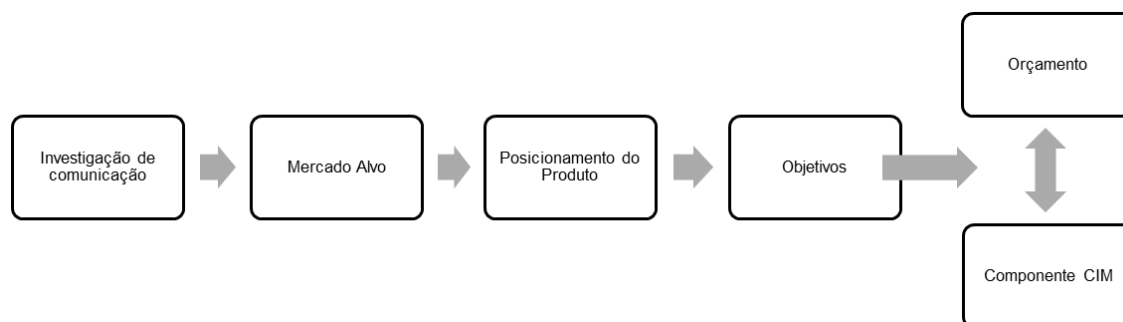 Investigação de
comunicação
Mercado Alvo
Posicionamento do
Produto
Objetivos
Orçamento
Componente CIM